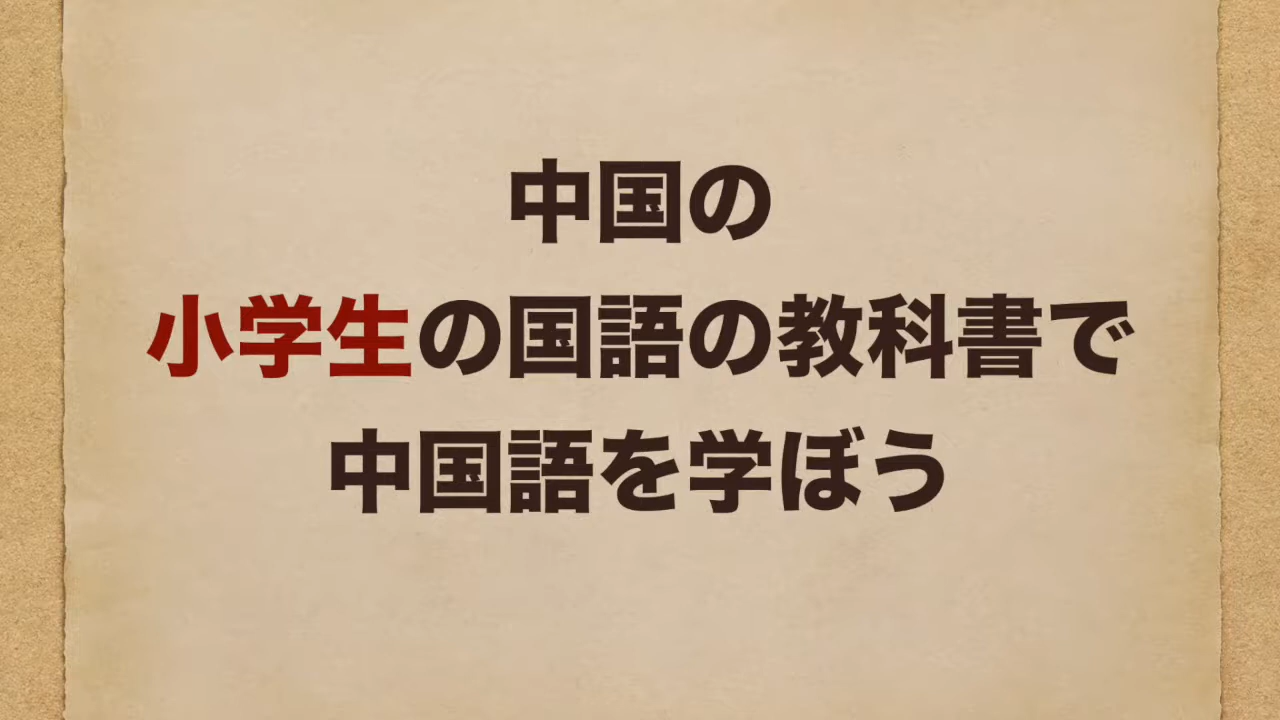 中国の
小学生の国語の教科書で
中国語を学ぼう